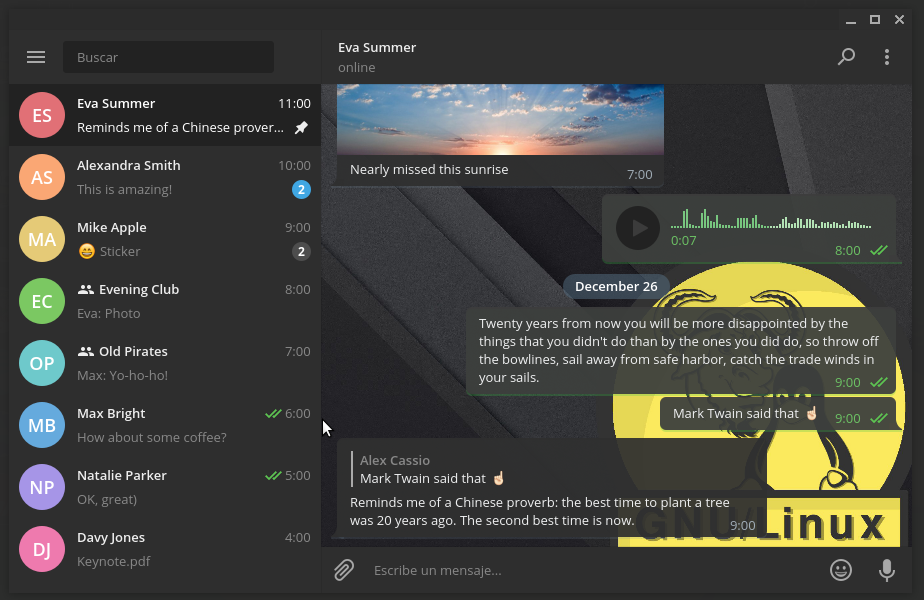 Buscar
Eva Summer
online
ES
Eva Summer 11:00
Reminds me of a Chinese prover...
AS
Alexandra Smith 10:00
This is amazing! 2
MA
Mike Apple 9:00
😄 Sticker 2
EC
Evening Club 8:00
Eva: Photo
OP
Old Pirates 7:00
Max: Yo-ho-ho!
MB
Max Bright 6:00
How about some coffee?
NP
Natalie Parker 5:00
OK, great)
DJ
Davy Jones 4:00
Keynote.pdf
Nearly missed this sunrise 7:00
0:07
8:00
December 26
Twenty years from now you will be more disappointed by the
things that you didn't do than by the ones you did do, so throw off
the bowlines, sail away from safe harbor, catch the trade winds in
your sails. 9:00
Mark Twain said that ☝🏻 9:00
Alex Cassio
Mark Twain said that ☝🏻
Reminds me of a Chinese proverb: the best time to plant a tree
was 20 years ago. The second best time is now. 9:00
GNU/Linux
Escribe un mensaje...